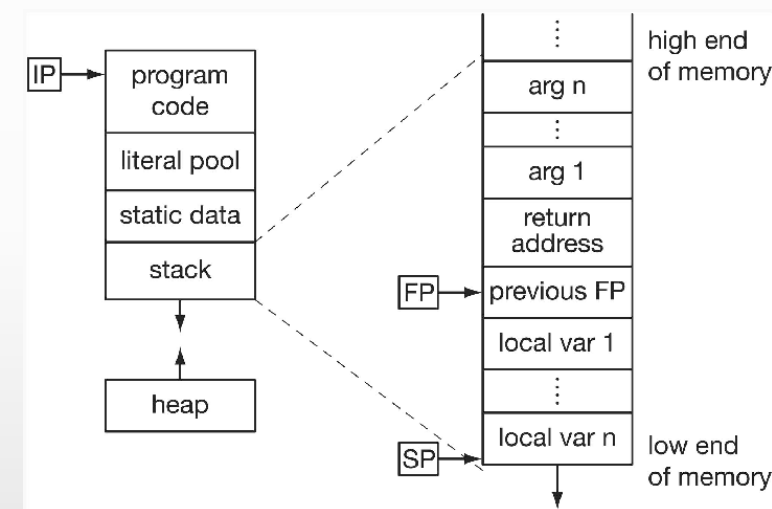 IP
program
code
literal pool
static data
stack
heap
⋮
high end
of memory
arg n
⋮
arg 1
return
address
FP
previous FP
local var 1
⋮
local var n
SP
low end
of memory